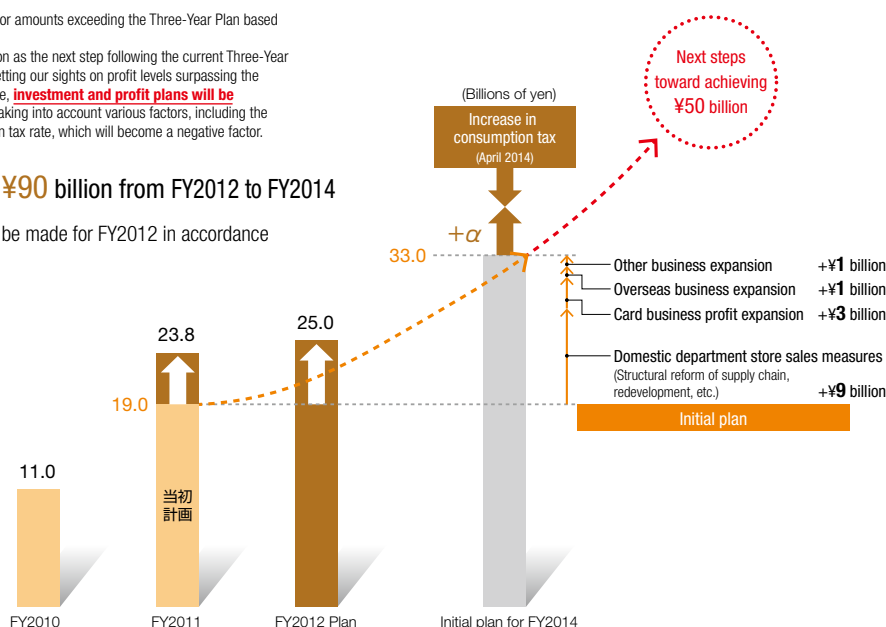 or amounts exceeding the Three-Year Plan based
on as the next step following the current Three-Year
etting our sights on profit levels surpassing the
e, investment and profit plans will be
aking into account various factors, including the
n tax rate, which will become a negative factor.
¥90 billion from FY2012 to FY2014
be made for FY2012 in accordance
Next steps
toward achieving
¥50 billion
(Billions of yen)
Increase in
consumption tax
(April 2014)
+α
33.0
Other business expansion +¥1 billion
Overseas business expansion +¥1 billion
Card business profit expansion +¥3 billion
Domestic department store sales measures
(Structural reform of supply chain,
redevelopment, etc.) +¥9 billion
Initial plan
25.0
23.8
19.0
11.0
当初
計画
FY2010
FY2011
FY2012 Plan
Initial plan for FY2014